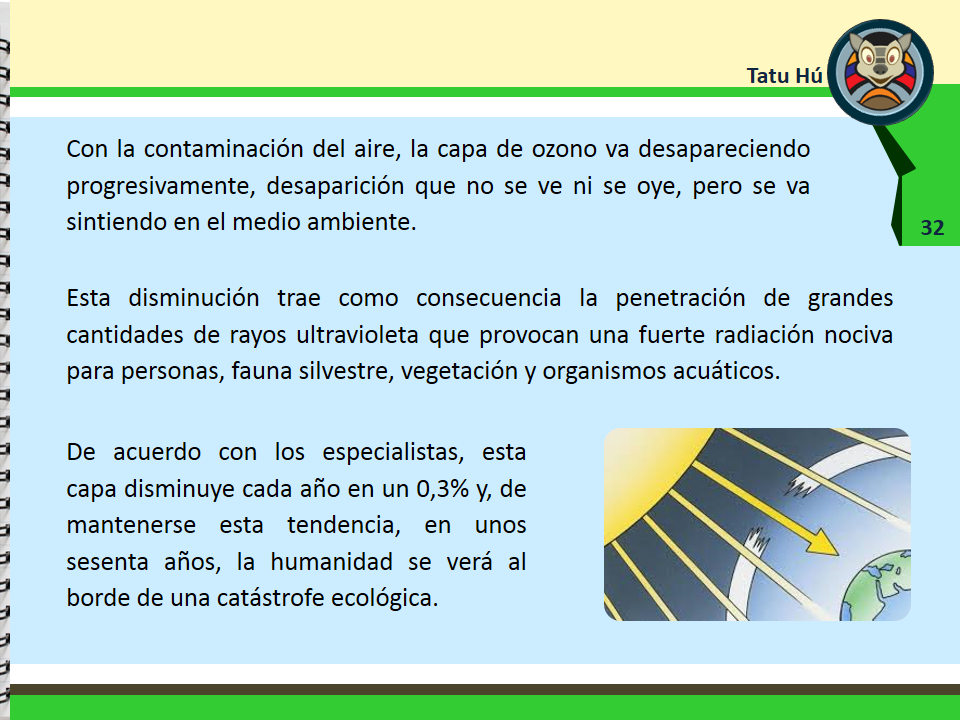 Tatu Hú
Con la contaminación del aire, la capa de ozono va desapareciendo
progresivamente, desaparición que no se ve ni se oye, pero se va
sintiendo en el medio ambiente.
32
Esta disminución trae como consecuencia la penetración de grandes
cantidades de rayos ultravioleta que provocan una fuerte radiación nociva
para personas, fauna silvestre, vegetación y organismos acuáticos.
De acuerdo con los especialistas, esta
capa disminuye cada año en un 0,3% y, de
mantenerse esta tendencia, en unos
sesenta años, la humanidad se verá al
borde de una catástrofe ecológica.